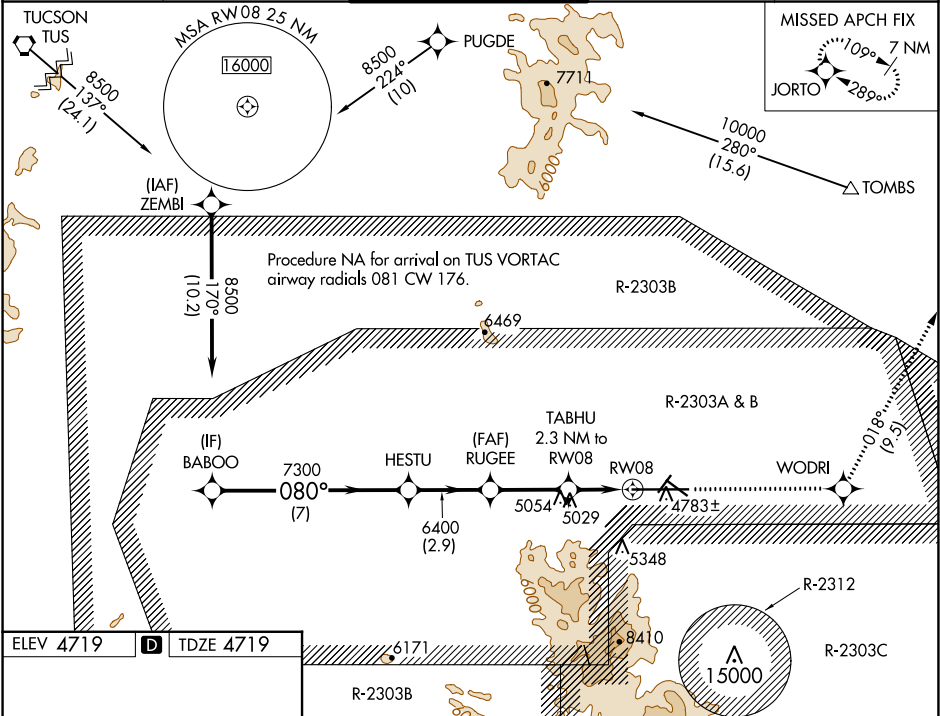 TUCSON
TUS
8500
137°
(24.1)
MSA RW08 25 NM
16000
8500
224°
(10)
PUGDE
7711
6000
MISSED APCH FIX
109°
7 NM
289°
JORTO
10000
280°
(15.6)
TOMBS
(IAF)
ZEMBI
8500
170°
(10.2)
Procedure NA for arrival on TUS VORTAC
airway radials 081 CW 176.
R-2303B
6469
R-2303A & B
018°
(9.5)
(IF)
BABOO
7300
080°
(7)
HESTU
6400
(2.9)
(FAF)
RUGEE
TABHU
2.3 NM to
RW08
5054
5029
RW08
4783±
WODRI
5348
R-2312
8410
15000
R-2303C
6171
R-2303B
ELEV 4719
D
TDZE 4719